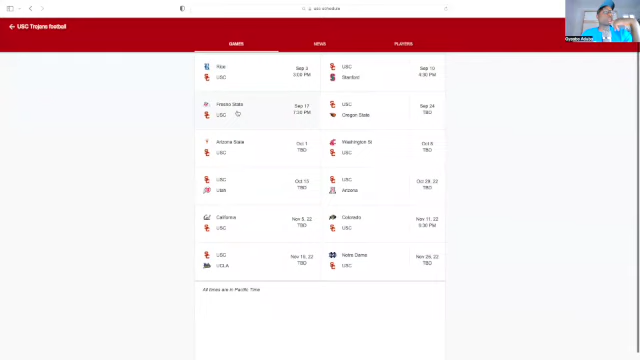 usc schedule
USC Trojans football
GAMES
NEWS
PLAYERS
Rice
USC
Sep 3
3:00 PM
USC
Stanford
Sep 10
4:30 PM
Fresno State
USC
Sep 17
7:30 PM
USC
Oregon State
Sep 24
TBD
Arizona State
USC
Oct 1
TBD
Washington St
USC
Oct 8
TBD
USC
Utah
Oct 15
TBD
USC
Arizona
Oct 29, 22
TBD
California
USC
Nov 5, 22
TBD
Colorado
USC
Nov 11, 22
6:30 PM
USC
UCLA
Nov 19, 22
TBD
Notre Dame
USC
Nov 26, 22
TBD
All times are in Pacific Time